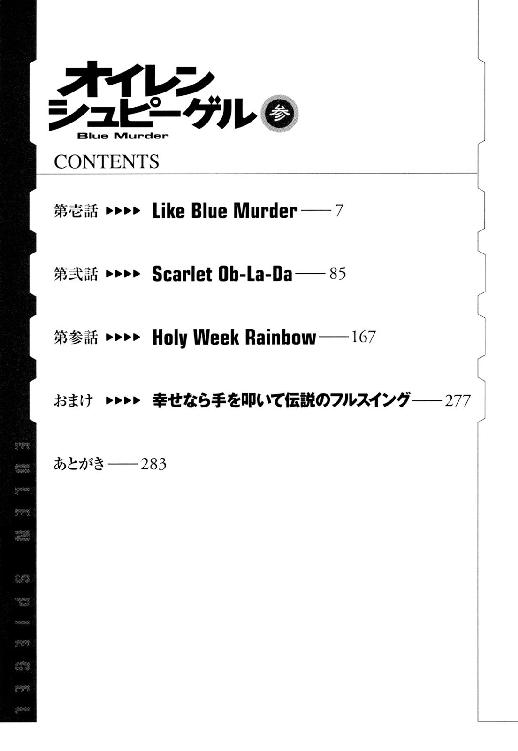 オイレン
シュピーゲル 参
Blue Murder
CONTENTS
第壱話 ▶▶▶▶ Like Blue Murder──7
第弐話 ▶▶▶▶ Scarlet Ob-La-Da──85
第参話 ▶▶▶▶ Holy Week Rainbow──167
おまけ ▶▶▶▶ 幸せなら手を叩いて伝説のフルスイング──277
あとがき──283
EULEN SPIEGEL